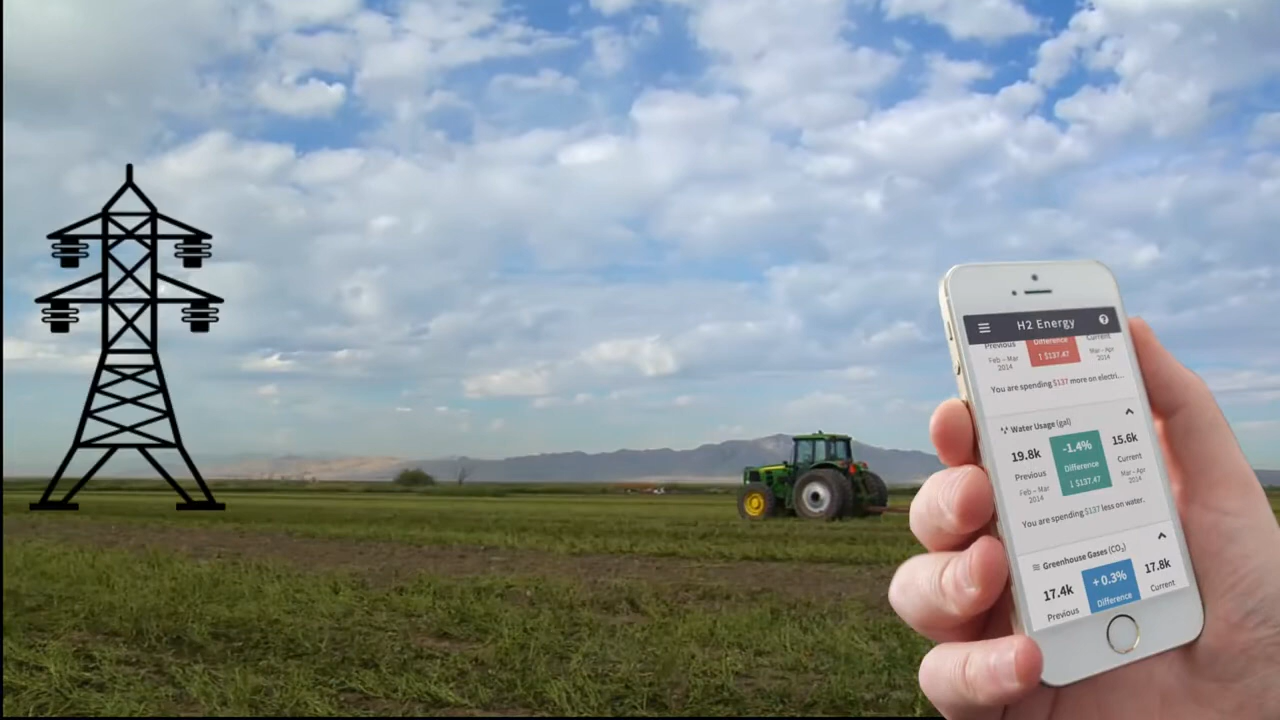 H2 Energy
Previous Difference Current
Feb - Mar 2014 $137.47 Mar - Apr 2014
You are spending $137 more on electri...
Water Usage (gal)
19.8k -1.4% 15.6k
Previous Difference Current
Feb - Mar 2014 $137.47 Mar - Apr 2014
You are spending $137 less on water.
Greenhouse Gases (CO₂)
17.4k +0.3% 17.8k
Previous Difference Current